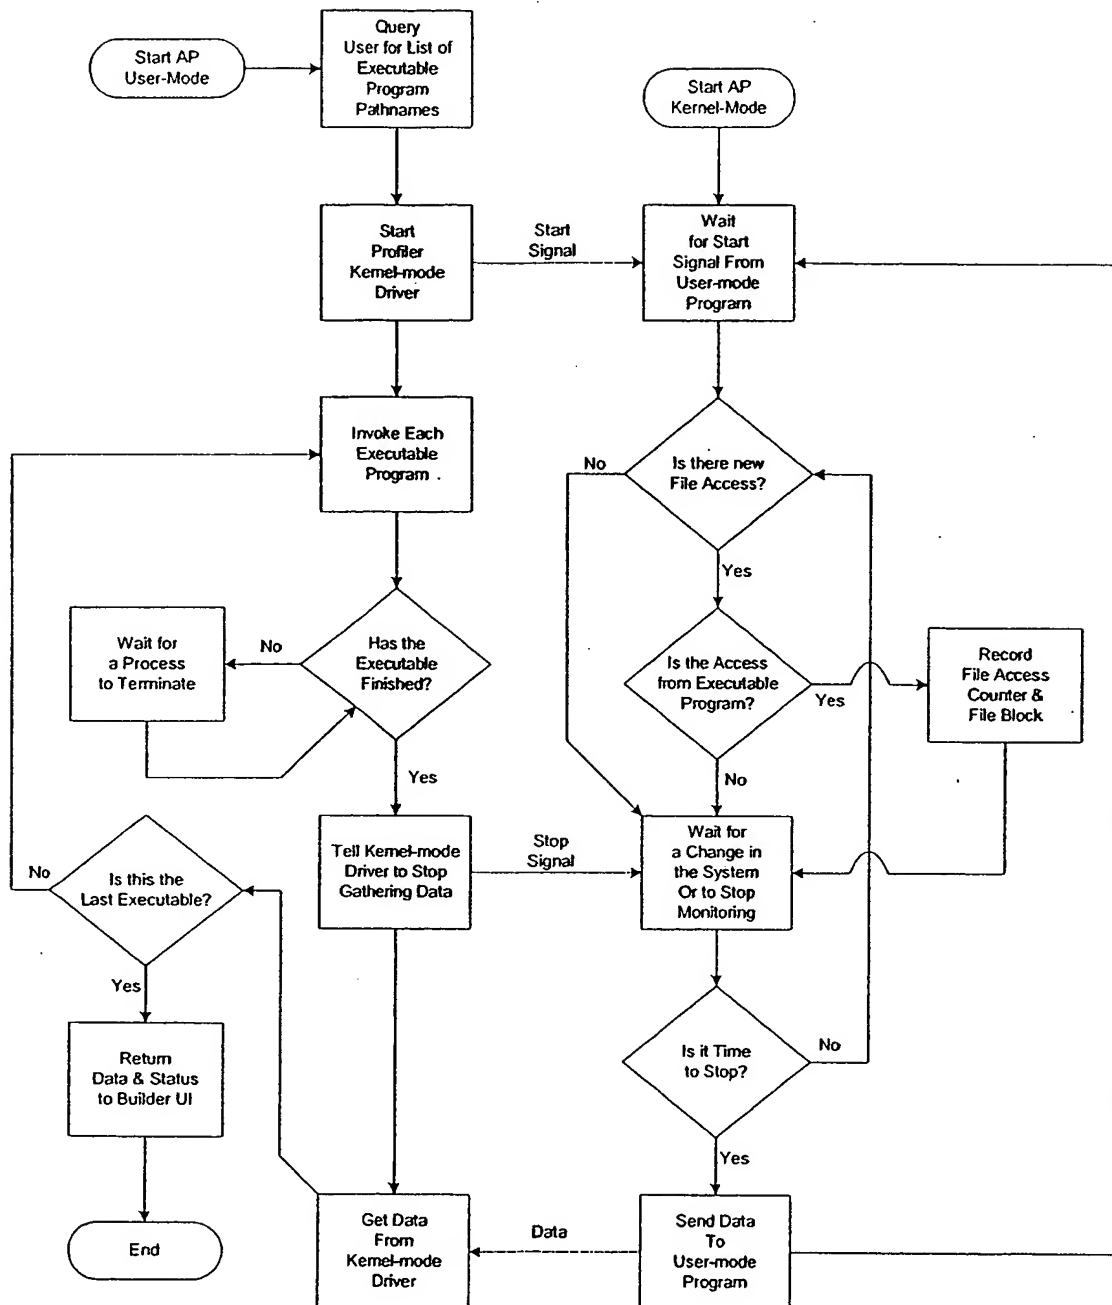 Start AP
User-Mode
Query
User for List of
Executable
Program
Pathnames
Start AP
Kernel-Mode
Start
Profiler
Kernel-mode
Driver
Start
Signal
Wait
for Start
Signal From
User-mode
Program
Invoke Each
Executable
Program
No
Is there new
File Access?
Yes
Wait for
a Process
to Terminate
No
Has the
Executable
Finished?
Is the Access
from Executable
Program?
Yes
Record
File Access
Counter &
File Block
Yes
No
No
Is this the
Last Executable?
Tell Kernel-mode
Driver to Stop
Gathering Data
Stop
Signal
Wait for
a Change in
the System
Or to Stop
Monitoring
Yes
Return
Data & Status
to Builder UI
Is it Time
to Stop?
No
Yes
End
Get Data
From
Kernel-mode
Driver
Data
Send Data
To
User-mode
Program